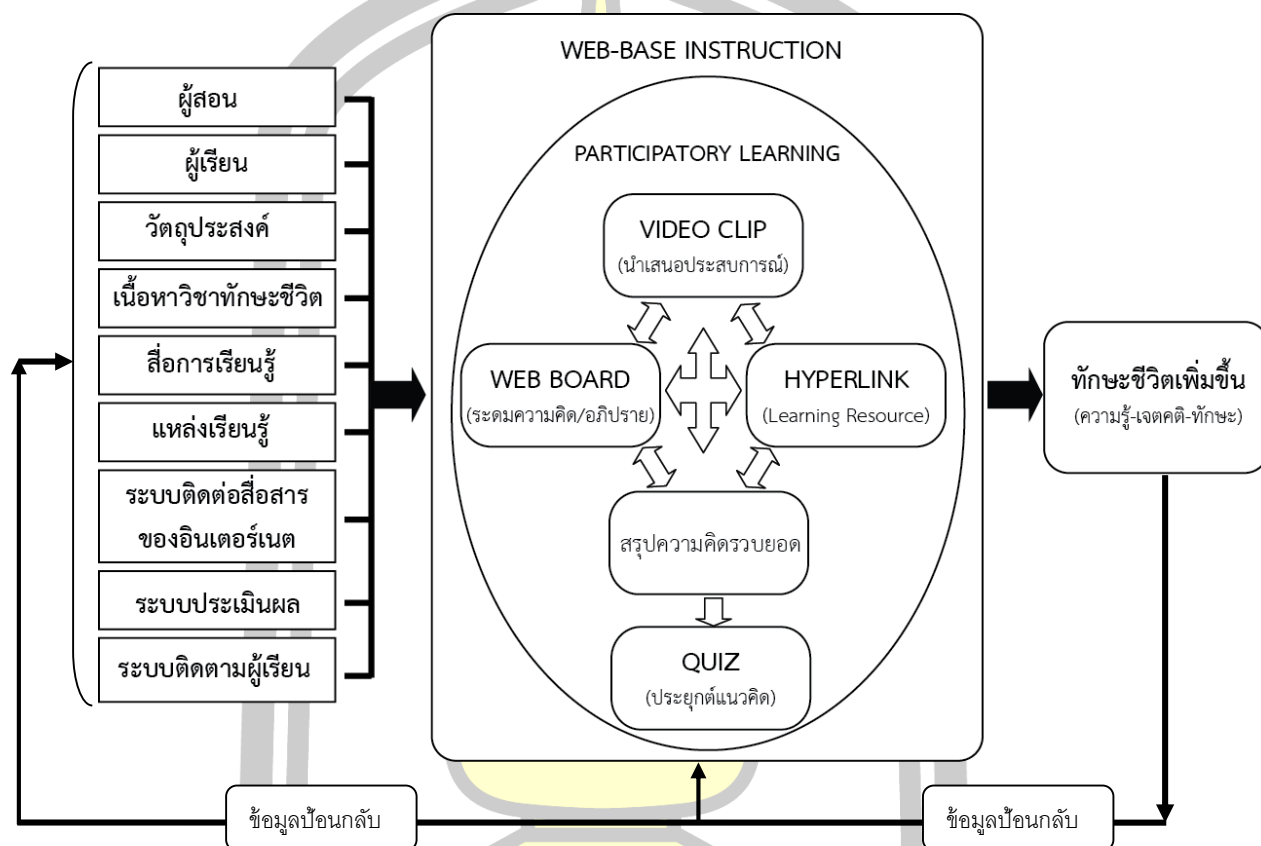 ผู้สอน
ผู้เรียน
วัตถุประสงค์
เนื้อหาวิชาทักษะชีวิต
สื่อการเรียนรู้
แหล่งเรียนรู้
ระบบติดต่อสื่อสาร
ของอินเตอร์เนต
ระบบประเมินผล
ระบบติดตามผู้เรียน
WEB-BASE INSTRUCTION
PARTICIPATORY LEARNING
VIDEO CLIP
(นำเสนอประสบการณ์)
WEB BOARD
(ระดมความคิด/อภิปราย)
HYPERLINK
(Learning Resource)
สรุปความคิดรวบยอด
QUIZ
(ประยุกต์แนวคิด)
ทักษะชีวิตเพิ่มขึ้น
(ความรู้-เจตคติ-ทักษะ)
ข้อมูลป้อนกลับ
ข้อมูลป้อนกลับ